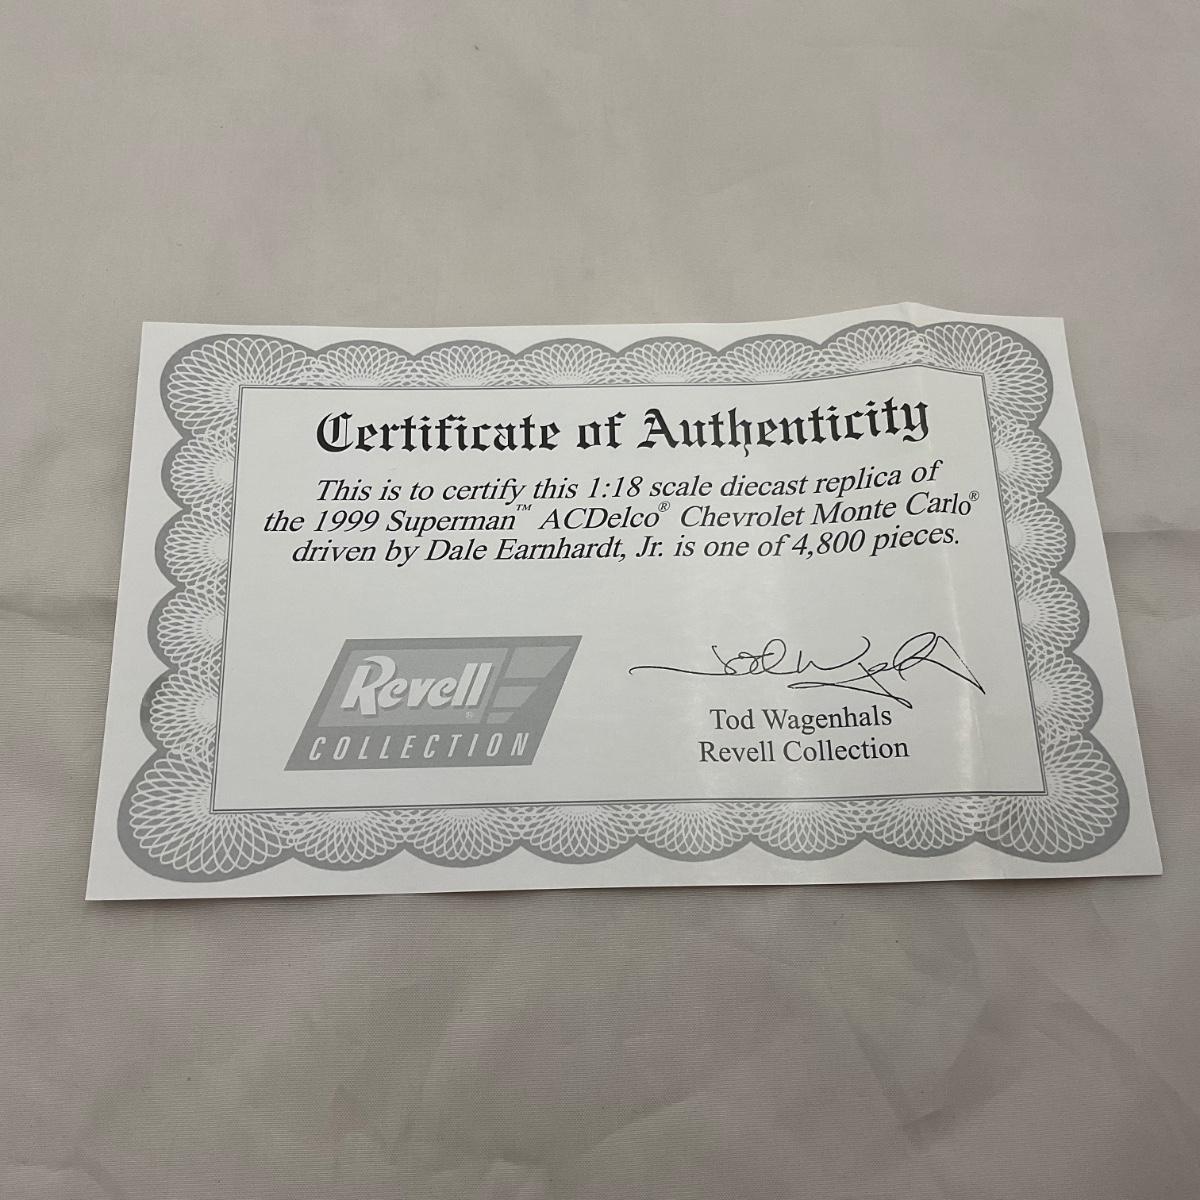 Certificate of Authenticity
This is to certify this 1:18 scale diecast replica of
the 1999 Superman™ ACDelco® Chevrolet Monte Carlo®
driven by Dale Earnhardt, Jr. is one of 4,800 pieces.
Revell®
COLLECTION
Tod Wagenhals
Revell Collection